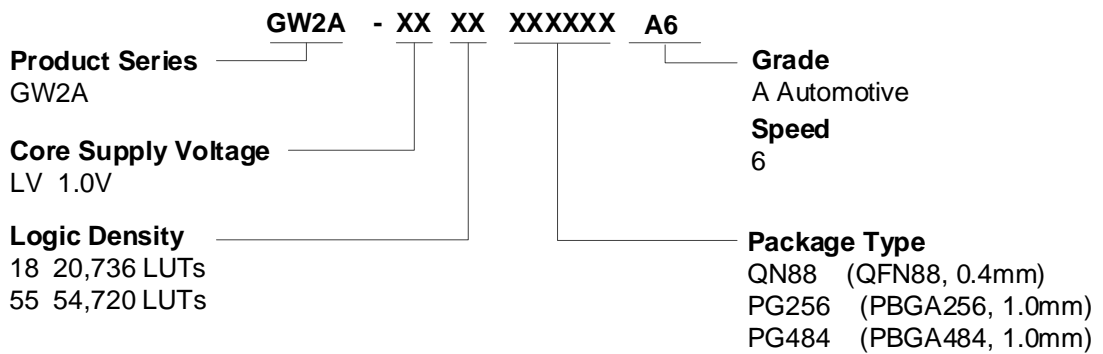 GW2A - XX XX XXXXXX A6
Product Series
GW2A
Core Supply Voltage
LV 1.0V
Logic Density
18 20,736 LUTs
55 54,720 LUTs
Grade
A Automotive
Speed
6
Package Type
QN88 (QFN88, 0.4mm)
PG256 (PBGA256, 1.0mm)
PG484 (PBGA484, 1.0mm)